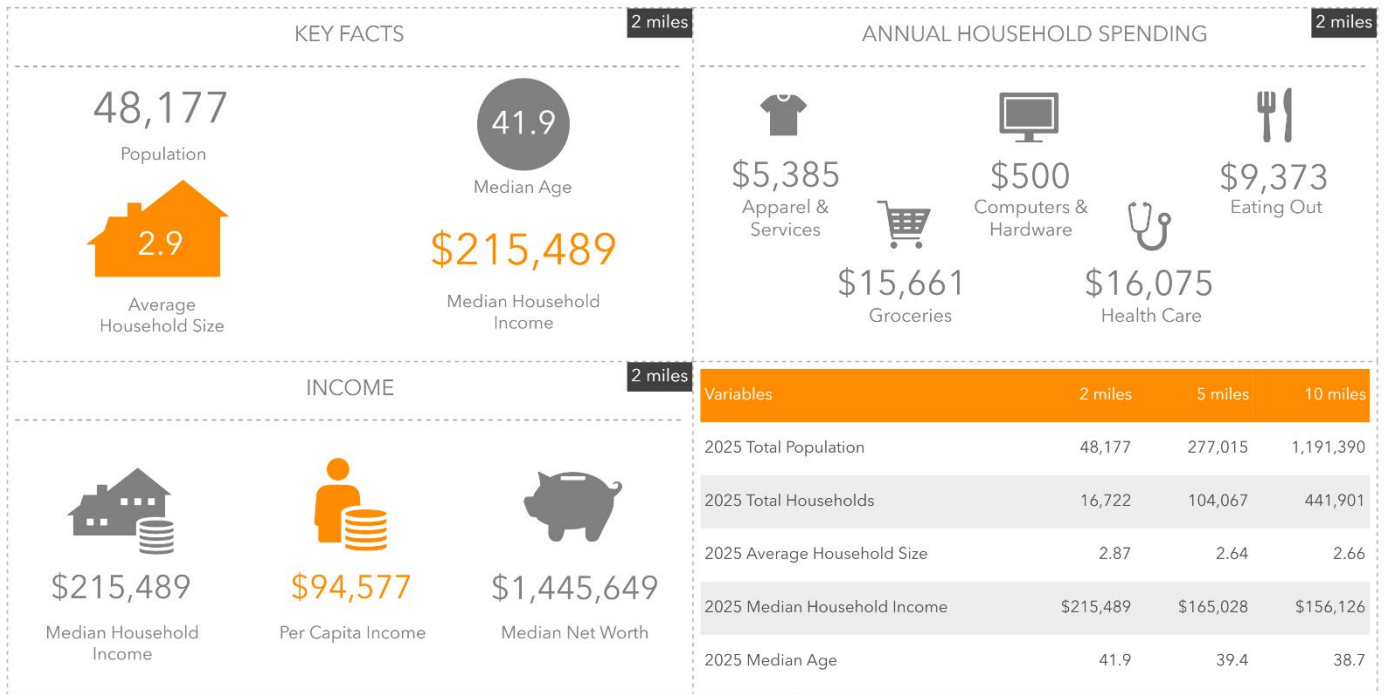 KEY FACTS
2 miles
48,177
Population
41.9
Median Age
2.9
Average
Household Size
$215,489
Median Household
Income
ANNUAL HOUSEHOLD SPENDING
2 miles
$5,385
Apparel &
Services
$500
Computers &
Hardware
$9,373
Eating Out
$15,661
Groceries
$16,075
Health Care
INCOME
2 miles
$215,489
Median Household
Income
$94,577
Per Capita Income
$1,445,649
Median Net Worth
Variables 2 miles 5 miles 10 miles
2025 Total Population 48,177 277,015 1,191,390
2025 Total Households 16,722 104,067 441,901
2025 Average Household Size 2.87 2.64 2.66
2025 Median Household Income $215,489 $165,028 $156,126
2025 Median Age 41.9 39.4 38.7